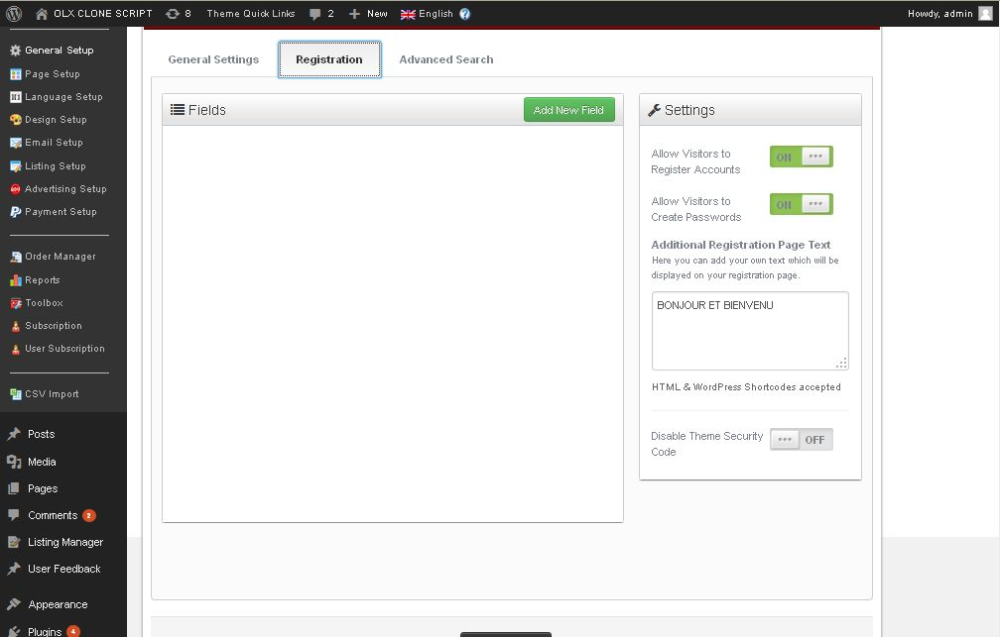 OLX CLONE SCRIPT 8 Theme Quick Links 2 New English Howdy, admin
General Setup
Page Setup
Language Setup
Design Setup
Email Setup
Listing Setup
Advertising Setup
Payment Setup
Order Manager
Reports
Toolbox
Subscription
User Subscription
CSV Import
Posts
Media
Pages
Comments 2
Listing Manager
User Feedback
Appearance
Plugins 4
General Settings Registration Advanced Search
Fields Add New Field
Settings
Allow Visitors to
Register Accounts
ON
Allow Visitors to
Create Passwords
ON
Additional Registration Page Text
Here you can add your own text which will be
displayed on your registration page.
BONJOUR ET BIENVENU
HTML & WordPress Shortcodes accepted
Disable Theme Security
Code
OFF